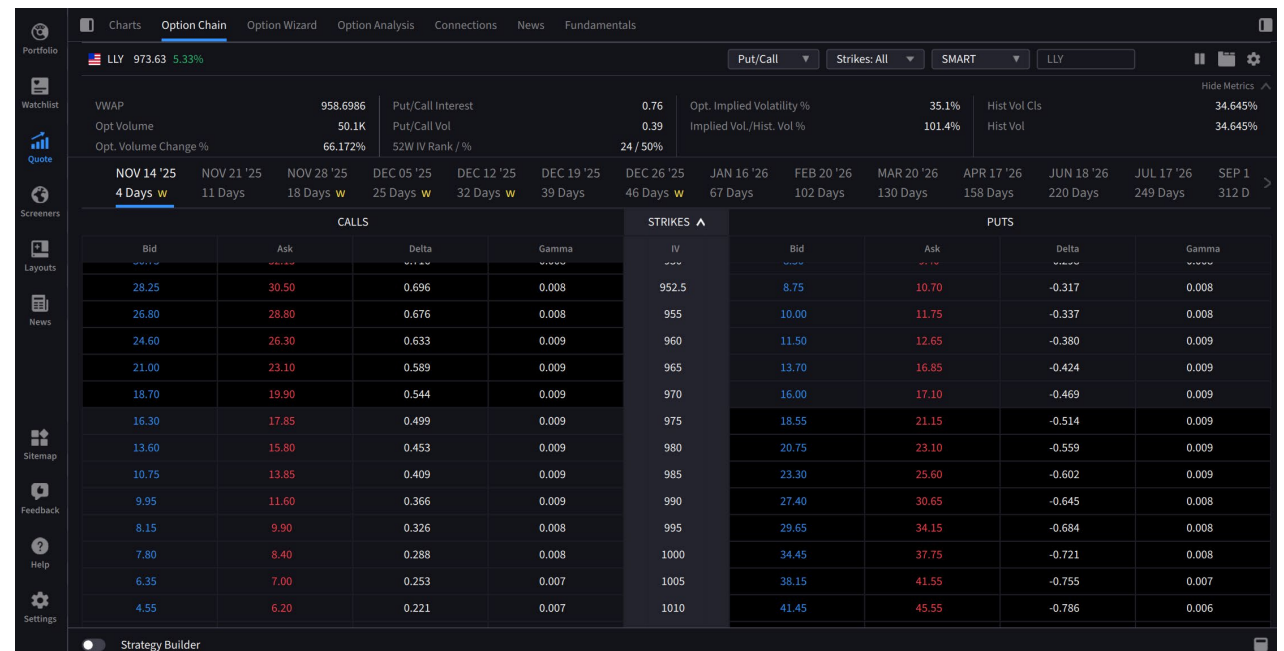 Charts Option Chain Option Wizard Option Analysis Connections News Fundamentals
Portfolio
LLY 973.63 5.33% Put/Call Strikes: All SMART LLY
Hide Metrics
Watchlist
VWAP 958.6986 Put/Call Interest 0.76 Opt. Implied Volatility % 35.1% Hist Vol Cls 34.645%
Opt Volume 50.1K Put/Call Vol 0.39 Implied Vol./Hist. Vol % 101.4% Hist Vol 34.645%
Opt. Volume Change % 66.172% 52W IV Rank / % 24 / 50%
Quote
NOV 14 '25 NOV 21 '25 NOV 28 '25 DEC 05 '25 DEC 12 '25 DEC 19 '25 DEC 26 '25 JAN 16 '26 FEB 20 '26 MAR 20 '26 APR 17 '26 JUN 18 '26 JUL 17 '26 SEP 1
4 Days W 11 Days 18 Days W 25 Days W 32 Days W 39 Days 46 Days W 67 Days 102 Days 130 Days 158 Days 220 Days 249 Days 312 D
Screeners
CALLS STRIKES PUTS
Bid Ask Delta Gamma IV Bid Ask Delta Gamma
Layouts
28.25 30.50 0.696 0.008 952.5 8.75 10.70 -0.317 0.008
26.80 28.80 0.676 0.008 955 10.00 11.75 -0.337 0.008
News
24.60 26.30 0.633 0.009 960 11.50 12.65 -0.380 0.009
21.00 23.10 0.589 0.009 965 13.70 16.85 -0.424 0.009
18.70 19.90 0.544 0.009 970 16.00 17.10 -0.469 0.009
16.30 17.85 0.499 0.009 975 18.55 21.15 -0.514 0.009
13.60 15.80 0.453 0.009 980 20.75 23.10 -0.559 0.009
Sitemap
10.75 13.85 0.409 0.009 985 23.30 25.60 -0.602 0.009
9.95 11.60 0.366 0.009 990 27.40 30.65 -0.645 0.008
Feedback
8.15 9.90 0.326 0.008 995 29.65 34.15 -0.684 0.008
7.80 8.40 0.288 0.008 1000 34.45 37.75 -0.721 0.008
Help
6.35 7.00 0.253 0.007 1005 38.15 41.55 -0.755 0.007
4.55 6.20 0.221 0.007 1010 41.45 45.55 -0.786 0.006
Settings
Strategy Builder